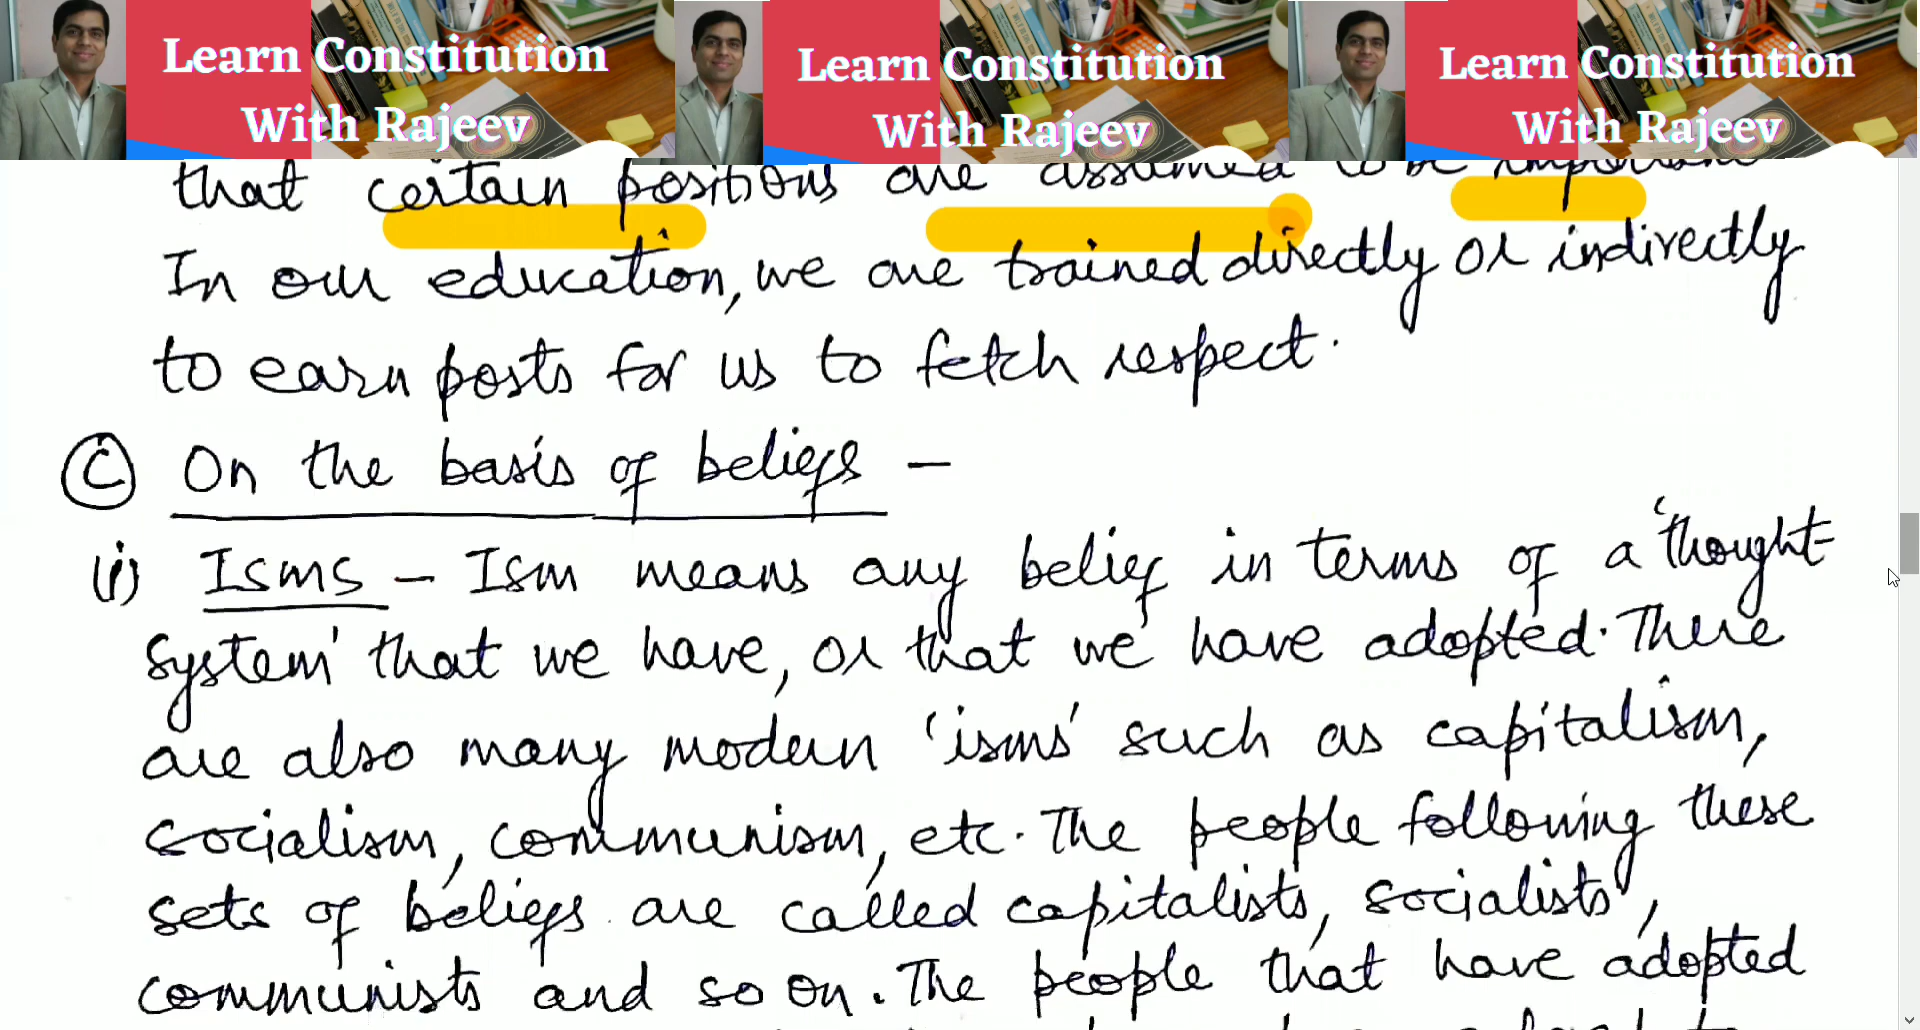 Learn Constitution
With Rajeev
Learn Constitution
With Rajeev
Learn Constitution
With Rajeev
that certain positions are assumed to be important
In our education, we are trained directly or indirectly
to earn posts for us to fetch respect.
(C) On the basis of beliefs –
(i) Isms – Ism means any belief in terms of a 'thought-
system' that we have, or that we have adopted. There
are also many modern 'isms' such as capitalism,
socialism, communism, etc. The people following these
sets of beliefs are called capitalists, socialists,
communists and so on. The people that have adopted